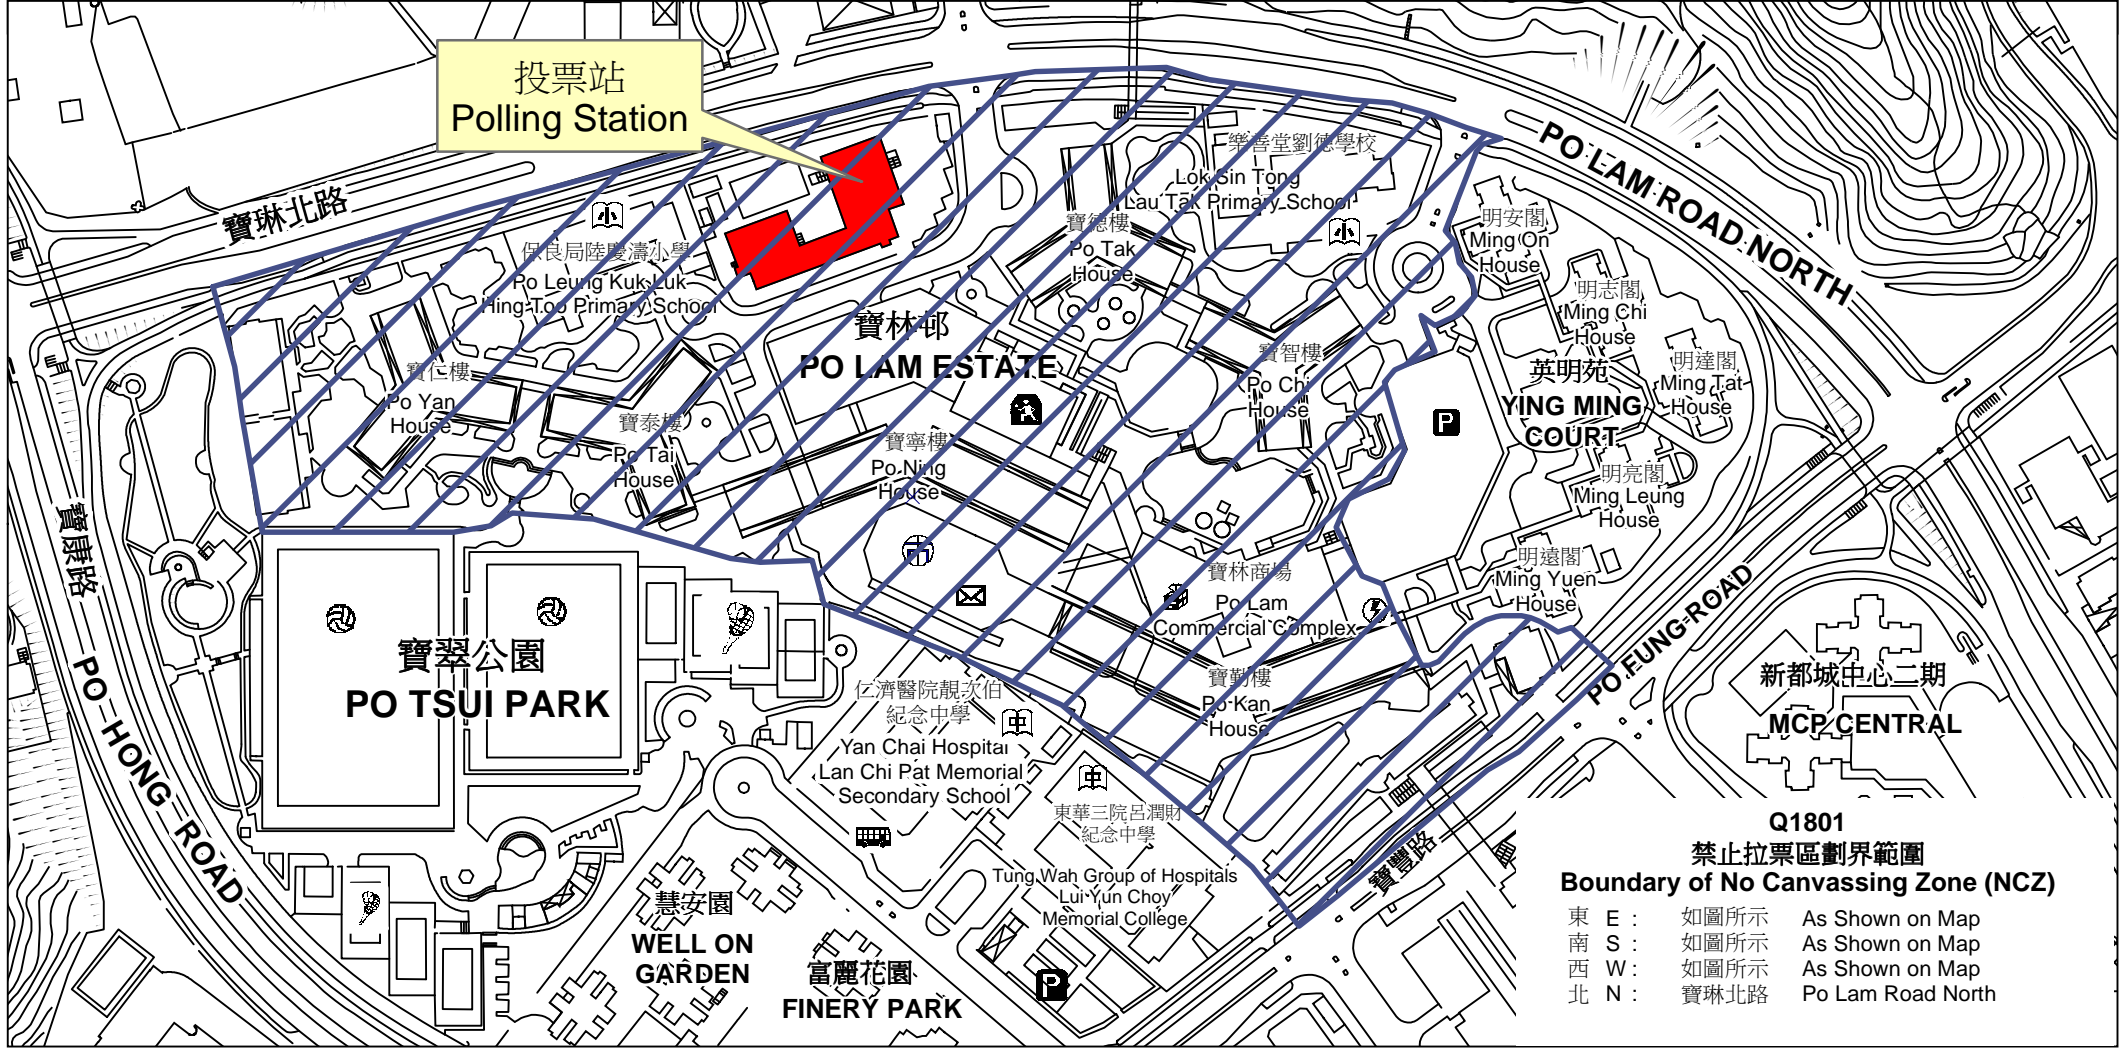 投票站
Polling Station
寶琳北路
PO LAM ROAD NORTH
樂善堂劉德學校
Lok Sin Tong
Lau Tak Primary School
保良局陸慶濤小學
Po Leung Kuk Luk
Hing Too Primary School
寶德樓
Po Tak
House
明安閣
Ming On
House
明志閣
Ming Chi
House
明達閣
Ming Tat
House
寶林邨
PO LAM ESTATE
寶智樓
Po Chi
House
英明苑
YING MING
COURT
寶仁樓
Po Yan
House
寶泰樓
Po Tai
House
寶寧樓
Po Ning
House
P
明亮閣
Ming Leung
House
明遠閣
Ming Yuen
House
寶康路
PO HONG ROAD
寶林商場
Po Lam
Commercial Complex
PO FUNG ROAD
寶豐路
寶翠公園
PO TSUI PARK
寶勤樓
Po Kan
House
仁濟醫院靚次伯
紀念中學
Yan Chai Hospital
Lan Chi Pat Memorial
Secondary School
東華三院呂潤財
紀念中學
Tung Wah Group of Hospitals
Lui Yun Choy
Memorial College
新都城中心二期
MCP CENTRAL
慧安園
WELL ON
GARDEN
富麗花園
FINERY PARK
P
小
小
中
中
Q1801
禁止拉票區劃界範圍
Boundary of No Canvassing Zone (NCZ)
東 E : 如圖所示 As Shown on Map
南 S : 如圖所示 As Shown on Map
西 W : 如圖所示 As Shown on Map
北 N : 寶琳北路 Po Lam Road North